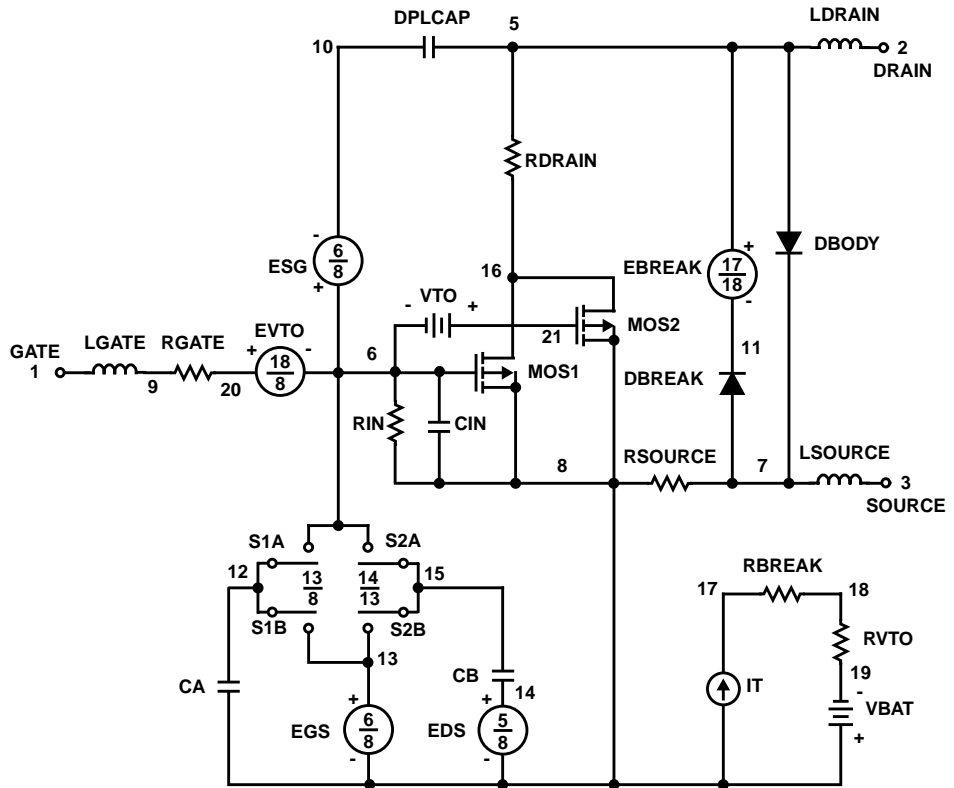 DPLCAP
5
10
LDRAIN
2
DRAIN
RDRAIN
-
6
8
ESG
+
16
EBREAK
+
17
18
-
DBODY
VTO
-
+
21
MOS2
11
DBREAK
GATE
1
LGATE
9
RGATE
20
EVTO
+
-
18
8
6
MOS1
RIN
CIN
8
RSOURCE
7
LSOURCE
3
SOURCE
S1A
S2A
12
13
8
14
13
15
S1B
S2B
13
CA
CB
14
+
EGS
6
8
-
+
EDS
5
8
-
RBREAK
17
18
RVTO
19
IT
-
VBAT
+